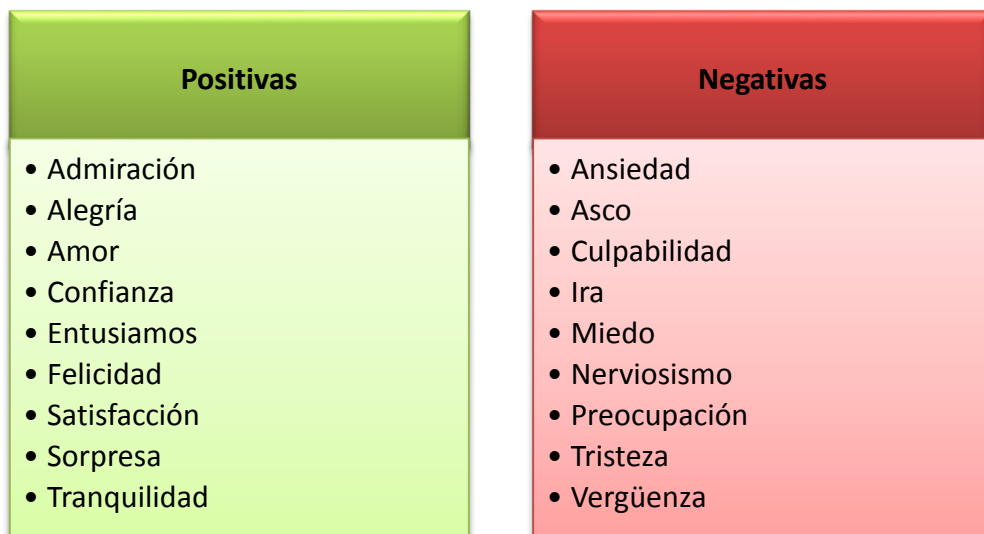 Positivas
• Admiración
• Alegría
• Amor
• Confianza
• Entusiamos
• Felicidad
• Satisfacción
• Sorpresa
• Tranquilidad
Negativas
• Ansiedad
• Asco
• Culpabilidad
• Ira
• Miedo
• Nerviosismo
• Preocupación
• Tristeza
• Vergüenza